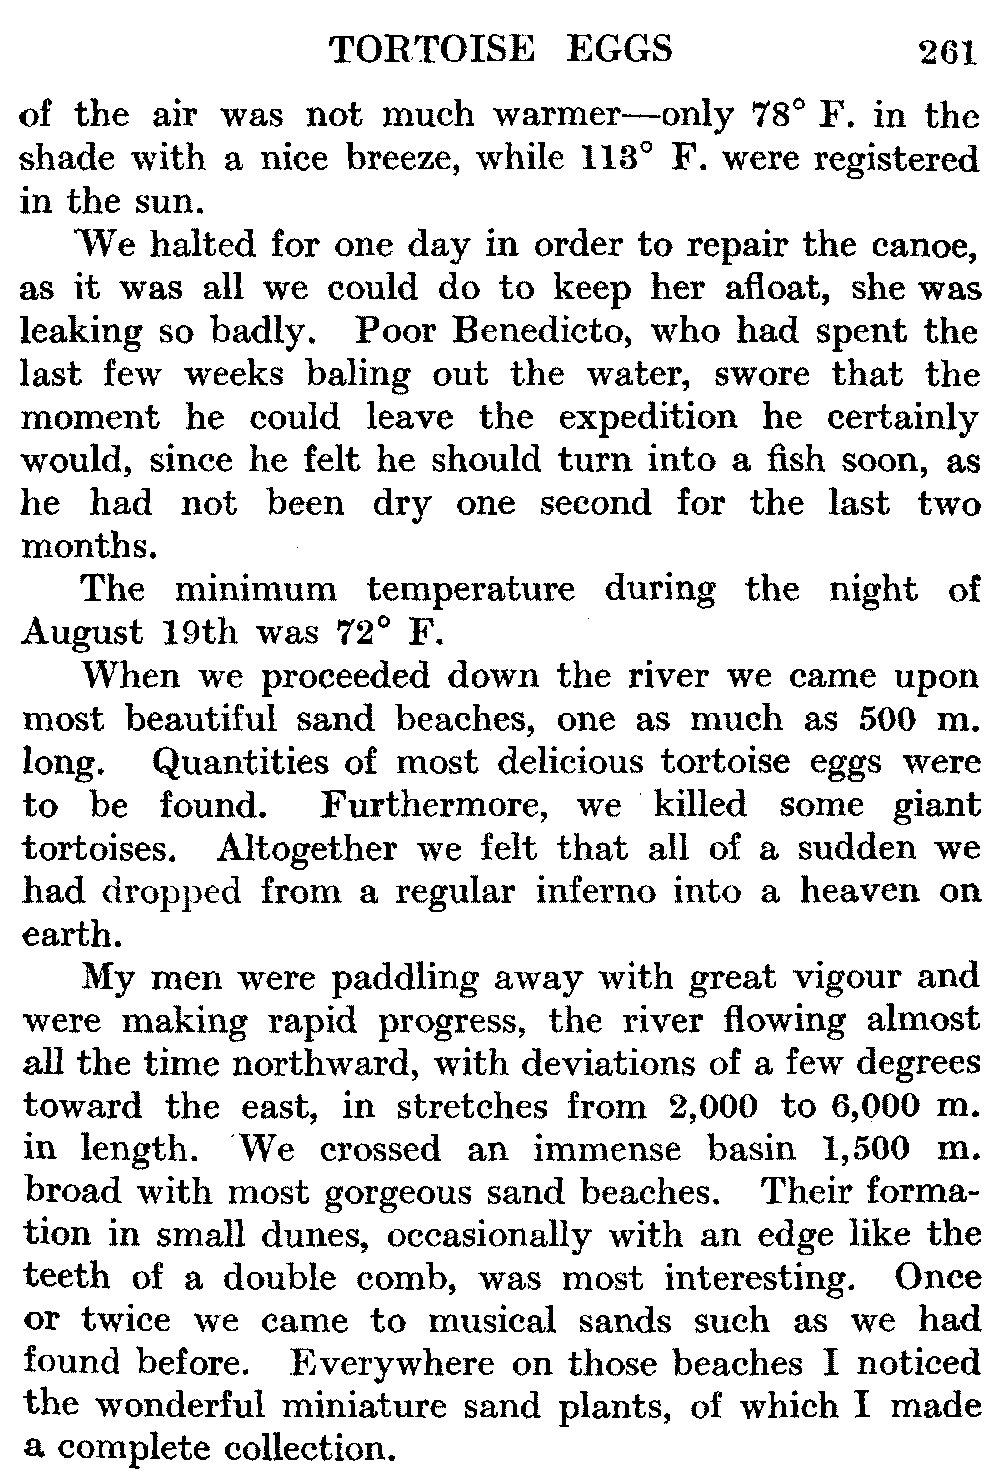 TORTOISE EGGS 261
of the air was not much warmer—only 78° F. in the
shade with a nice breeze, while 113° F. were registered
in the sun.
We halted for one day in order to repair the canoe,
as it was all we could do to keep her afloat, she was
leaking so badly. Poor Benedicto, who had spent the
last few weeks baling out the water, swore that the
moment he could leave the expedition he certainly
would, since he felt he should turn into a fish soon, as
he had not been dry one second for the last two
months.
The minimum temperature during the night of
August 19th was 72° F.
When we proceeded down the river we came upon
most beautiful sand beaches, one as much as 500 m.
long. Quantities of most delicious tortoise eggs were
to be found. Furthermore, we killed some giant
tortoises. Altogether we felt that all of a sudden we
had dropped from a regular inferno into a heaven on
earth.
My men were paddling away with great vigour and
were making rapid progress, the river flowing almost
all the time northward, with deviations of a few degrees
toward the east, in stretches from 2,000 to 6,000 m.
in length. We crossed an immense basin 1,500 m.
broad with most gorgeous sand beaches. Their forma-
tion in small dunes, occasionally with an edge like the
teeth of a double comb, was most interesting. Once
or twice we came to musical sands such as we had
found before. Everywhere on those beaches I noticed
the wonderful miniature sand plants, of which I made
a complete collection.